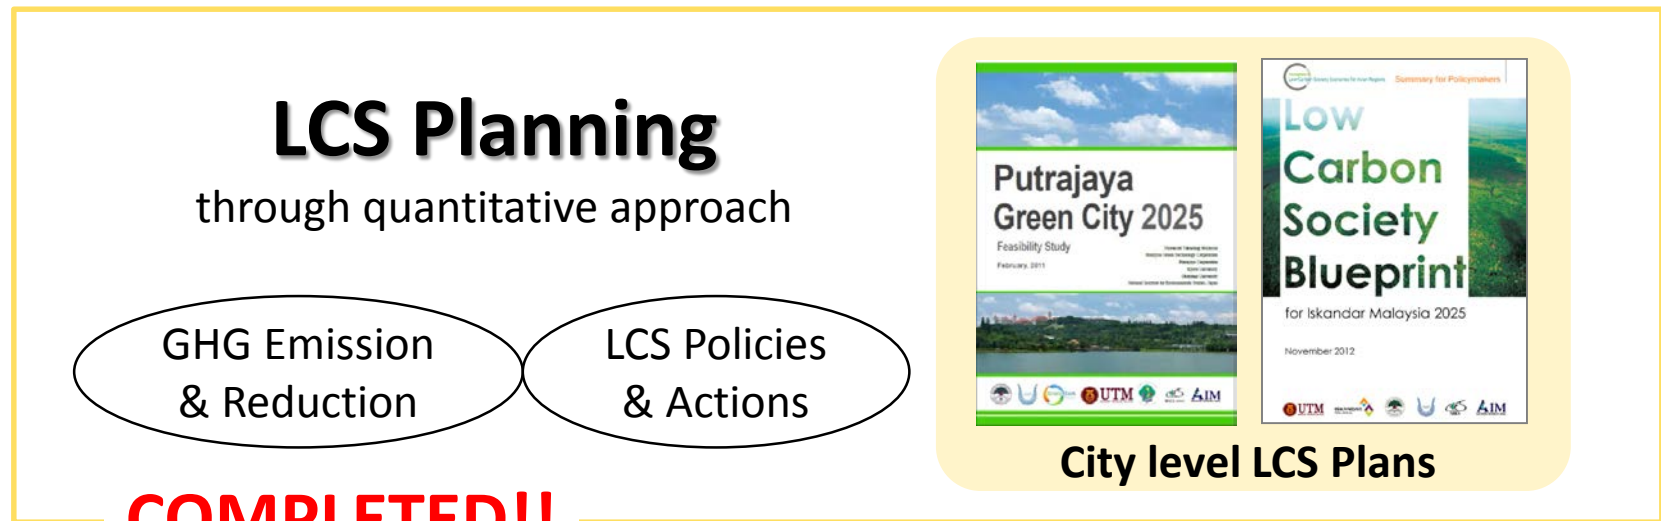 LCS Planning
through quantitative approach
GHG Emission
& Reduction
LCS Policies
& Actions
COMPLETED!!
Putrajaya
Green City 2025
Feasibility Study
February, 2011
UTM
AIM
Summary for Policymakers
Low
Carbon
Society
Blueprint
for Iskandar Malaysia 2025
November 2012
UTM
AIM
City level LCS Plans